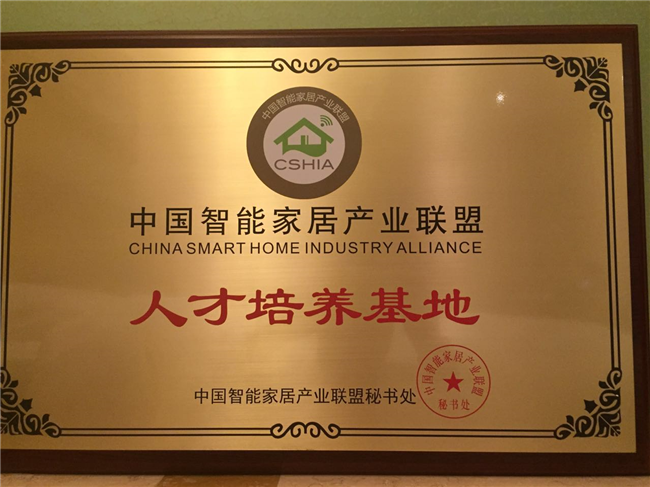 中国智能家居产业联盟
CSHIA
中国智能家居产业联盟
CHINA SMART HOME INDUSTRY ALLIANCE
人才培养基地
中国智能家居产业联盟秘书处
中国智能家居产业联盟
秘书处